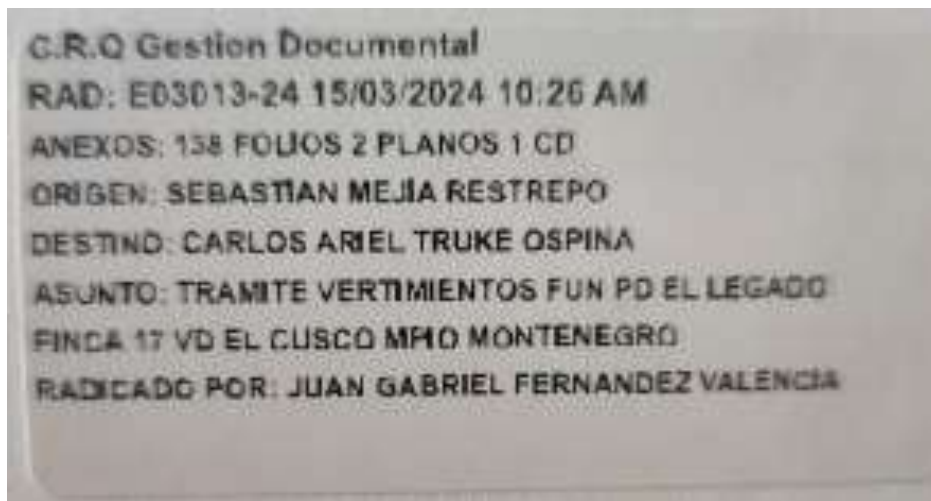 C.R.Q Gestion Documental
RAD: E03013-24 15/03/2024 10:26 AM
ANEXOS: 138 FOLIOS 2 PLANOS 1 CD
ORIGEN: SEBASTIAN MEJIA RESTREPO
DESTINO: CARLOS ARIEL TRUKE OSPINA
ASUNTO: TRAMITE VERTIMIENTOS FUN PD EL LEGADO
FINCA 17 VD EL CUSCO MPIO MONTENEGRO
RADICADO POR: JUAN GABRIEL FERNANDEZ VALENCIA